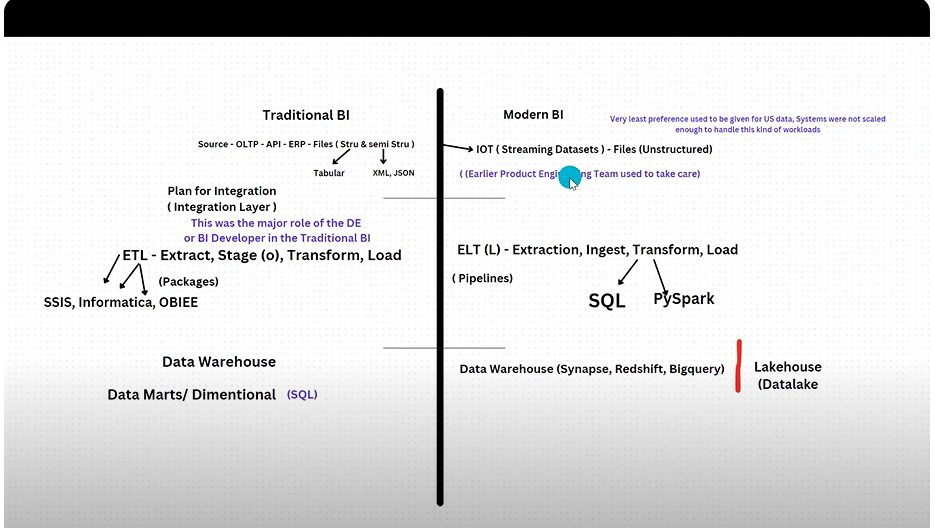 Traditional BI
Source - OLTP - API - ERP - Files ( Stru & semi Stru )
Tabular
XML, JSON
Plan for Integration
( Integration Layer )
This was the major role of the DE
or BI Developer in the Traditional BI
ETL - Extract, Stage (o), Transform, Load
(Packages)
SSIS, Informatica, OBIEE
Data Warehouse
Data Marts/ Dimentional (SQL)
Modern BI
Very least preference used to be given for US data, Systems were not scaled
enough to handle this kind of workloads
IOT ( Streaming Datasets ) - Files (Unstructured)
( (Earlier Product Engi ng Team used to take care)
ELT (L) - Extraction, Ingest, Transform, Load
( Pipelines)
SQL
PySpark
Data Warehouse (Synapse, Redshift, Bigquery)
Lakehouse
(Datalake